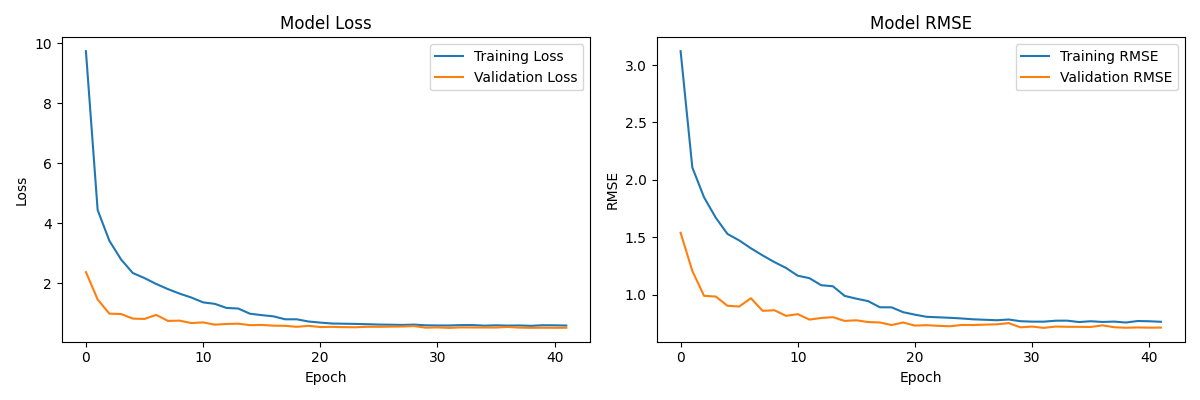 Model Loss
10
8
6
4
2
0
10
20
30
40
Loss
Epoch
Training Loss
Validation Loss
Model RMSE
3.0
2.5
2.0
1.5
1.0
0
10
20
30
40
RMSE
Epoch
Training RMSE
Validation RMSE